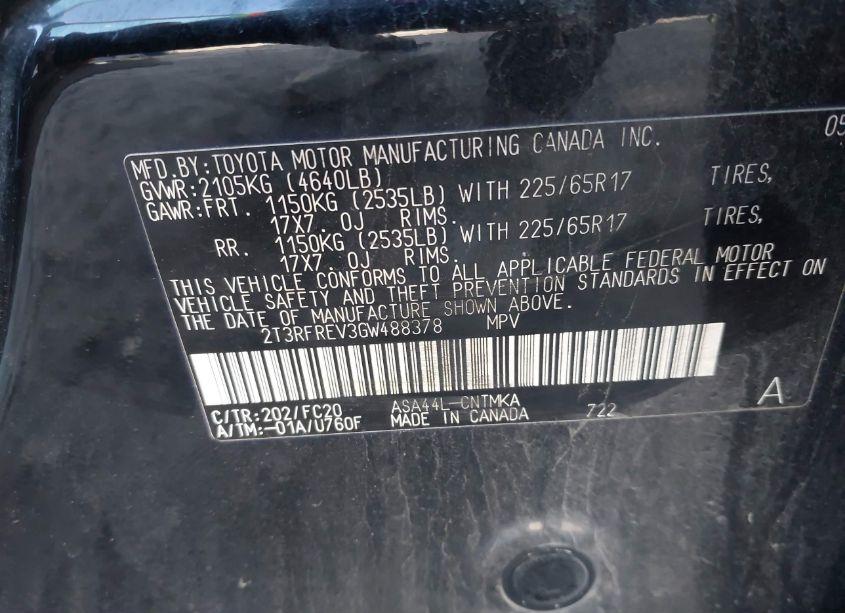 05
MFD.BY:TOYOTA MOTOR MANUFACTURING CANADA INC.
GVWR:2105KG (4640LB)
GAWR:FRT. 1150KG (2535LB) WITH 225/65R17 TIRES,
17X7.0J RIMS.
RR. 1150KG (2535LB) WITH 225/65R17 TIRES,
17X7.0J RIMS.
THIS VEHICLE CONFORMS TO ALL APPLICABLE FEDERAL MOTOR
VEHICLE SAFETY AND THEFT PREVENTION STANDARDS IN EFFECT ON
THE DATE OF MANUFACTURE SHOWN ABOVE.
2T3RFREV3GW488378 MPV
C/TR:202/FC20 ASA44L-CNTMKA
A/TM:-01A/U760F MADE IN CANADA 722 A